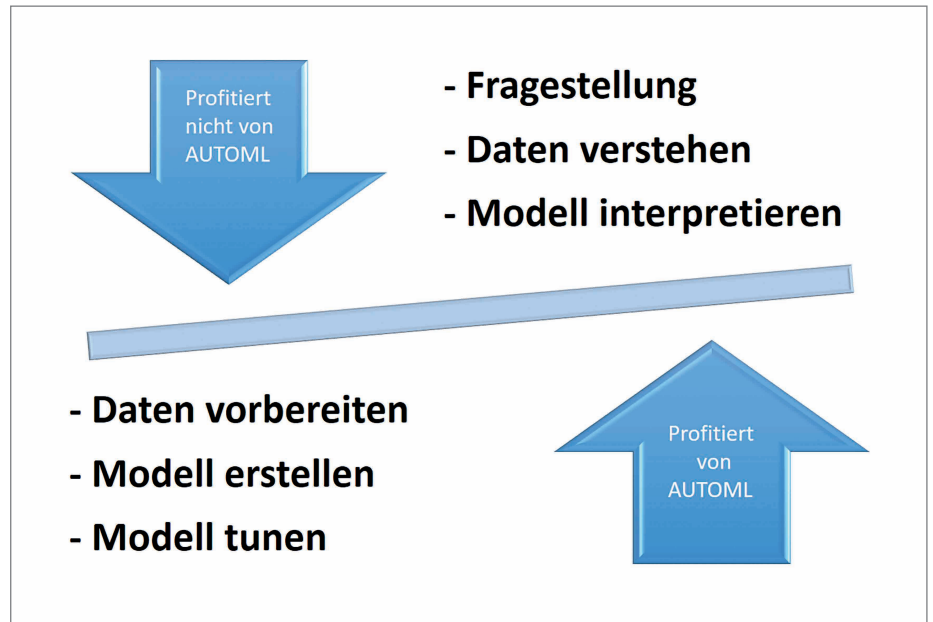 Profitiert
nicht von
AUTOML
- Fragestellung
- Daten verstehen
- Modell interpretieren
- Daten vorbereiten
- Modell erstellen
- Modell tunen
Profitiert
von
AUTOML